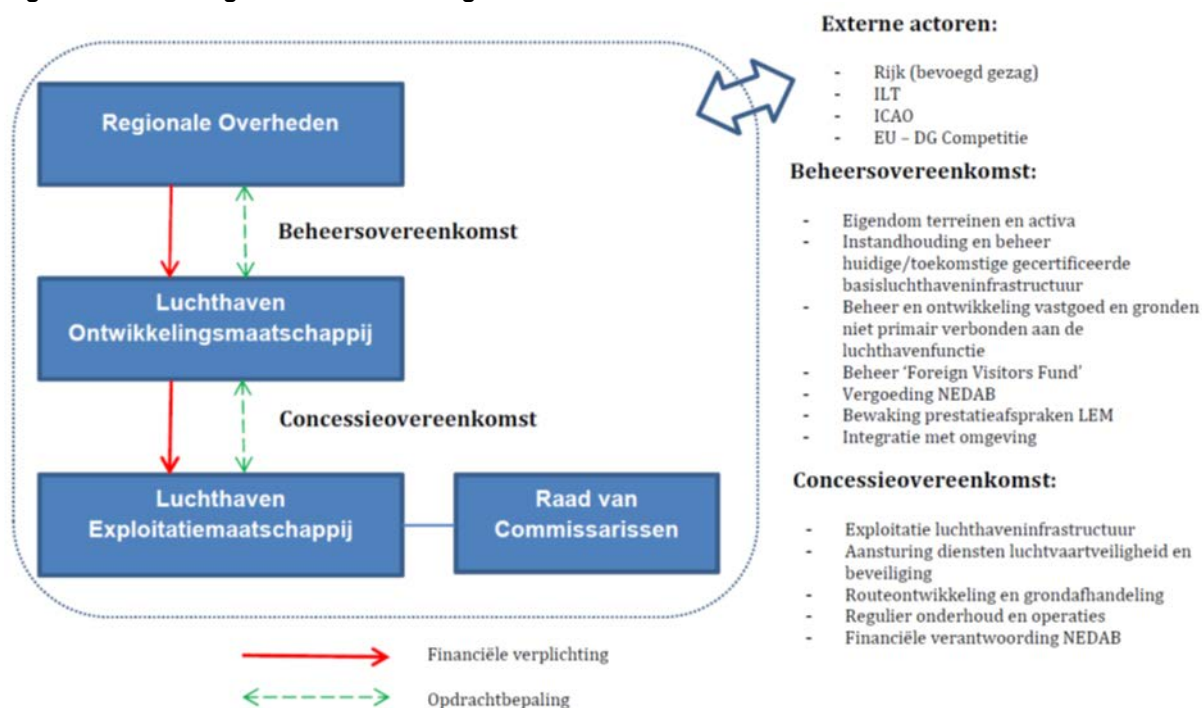 Regionale Overheden
Beheersovereenkomst
Luchthaven
Ontwikkelingsmaatschappij
Concessieovereenkomst
Luchthaven
Exploitatiemaatschappij
Raad van
Commissarissen
Financiële verplichting
Opdrachtbepaling
Externe actoren:
- Rijk (bevoegd gezag)
- ILT
- ICAO
- EU – DG Competitie
Beheersovereenkomst:
- Eigendom terreinen en activa
- Instandhouding en beheer
huidige/toekomstige gecertificeerde
basisluchthaveninfrastructuur
- Beheer en ontwikkeling vastgoed en gronden
niet primair verbonden aan de
luchthavenfunctie
- Beheer ‘Foreign Visitors Fund’
- Vergoeding NEDAB
- Bewaking prestatieafspraken LEM
- Integratie met omgeving
Concessieovereenkomst:
- Exploitatie luchthaveninfrastructuur
- Aansturing diensten luchtvaartveiligheid en
beveiliging
- Routeontwikkeling en grondafhandeling
- Regulier onderhoud en operaties
- Financiële verantwoording NEDAB